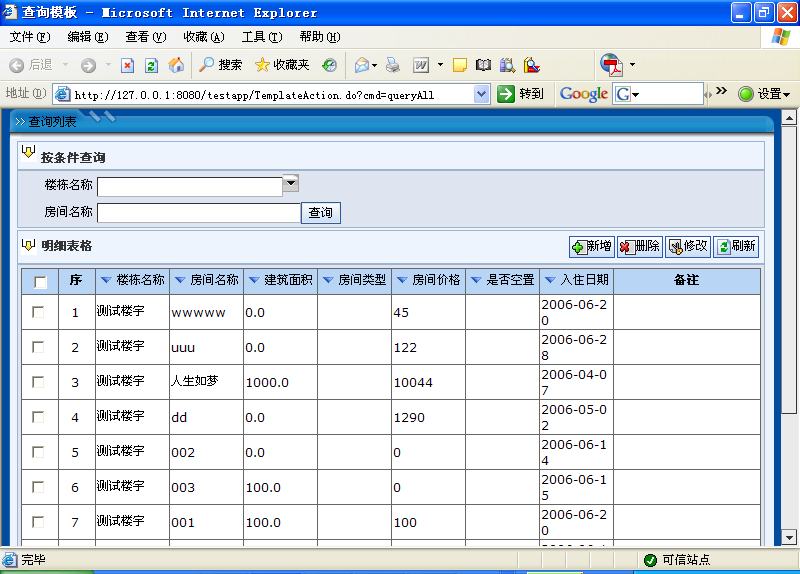 查询模板 - Microsoft Internet Explorer
文件(F) 编辑(E) 查看(V) 收藏(A) 工具(T) 帮助(H)
后退 搜索 收藏夹
地址(D) http://127.0.0.1:8080/testapp/TemplateAction.do?cmd=queryAll 转到 Google G 设置
查询列表
按条件查询
楼栋名称
房间名称 查询
明细表格 新增 删除 修改 刷新
序 楼栋名称 房间名称 建筑面积 房间类型 房间价格 是否空置 入住日期 备注
1 测试楼宇 wwwww 0.0 45 2006-06-20
2 测试楼宇 uuu 0.0 122 2006-06-28
3 测试楼宇 人生如梦 1000.0 10044 2006-04-07
4 测试楼宇 dd 0.0 1290 2006-05-02
5 测试楼宇 002 0.0 0 2006-06-14
6 测试楼宇 003 100.0 0 2006-06-15
7 测试楼宇 001 100.0 100 2006-06-20
完毕 可信站点